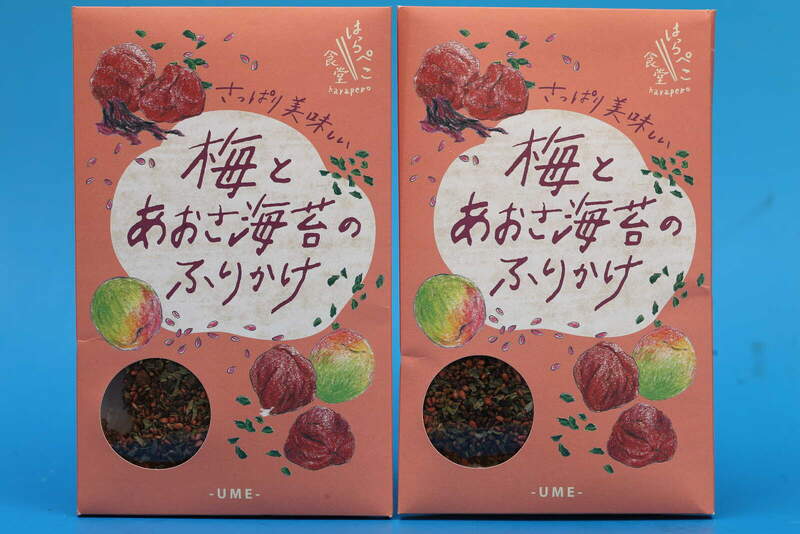 はらぺこ
食堂
harapeko
さっぱり美味しい
梅と
あおさ海苔の
ふりかけ
-UME-
はらぺこ
食堂
harapeko
さっぱり美味しい
梅と
あおさ海苔の
ふりかけ
-UME-